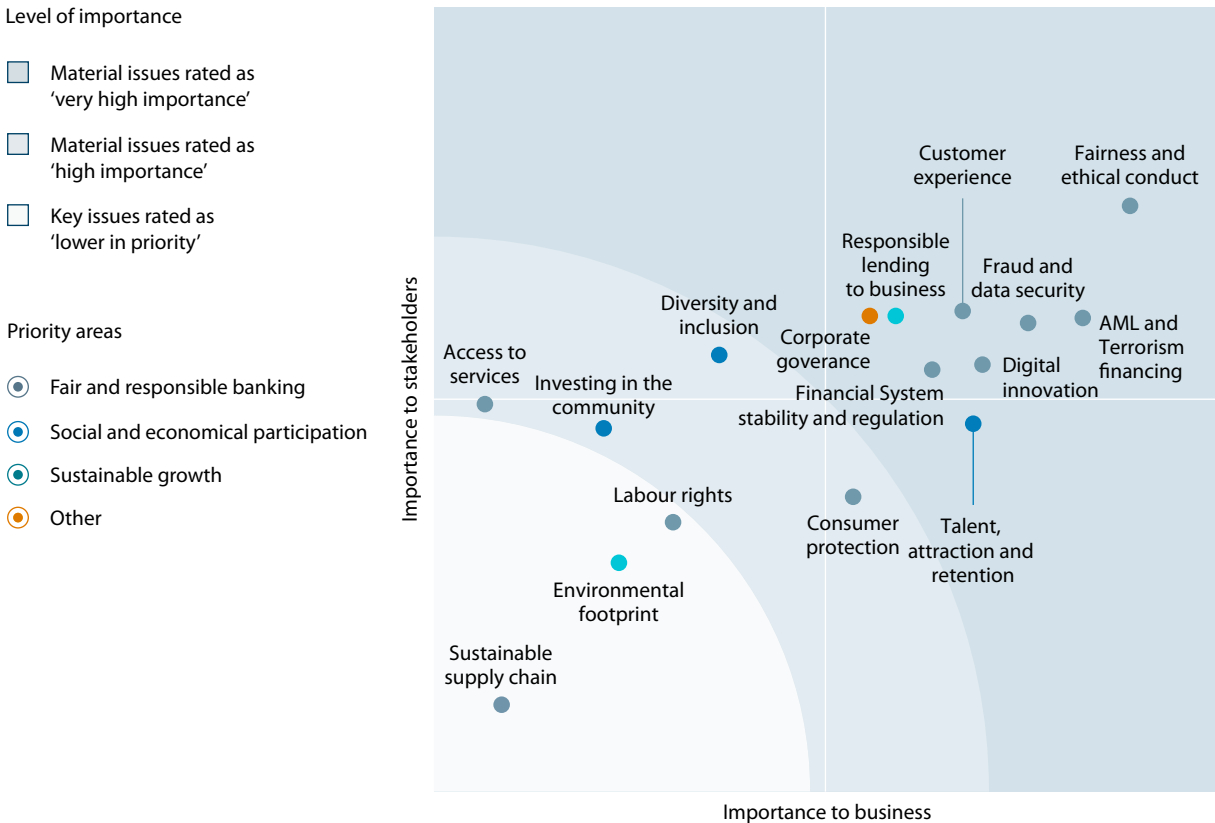 Level of importance
Material issues rated as
‘very high importance’
Material issues rated as
‘high importance’
Key issues rated as
‘lower in priority’
Priority areas
Fair and responsible banking
Social and economical participation
Sustainable growth
Other
Importance to stakeholders
Customer
experience
Fairness and
ethical conduct
Responsible
lending
to business
Fraud and
data security
Diversity and
inclusion
Corporate
goverance
AML and
Terrorism
financing
Access to
services
Investing in the
community
Digital
innovation
Financial System
stability and regulation
Labour rights
Consumer
protection
Talent,
attraction and
retention
Environmental
footprint
Sustainable
supply chain
Importance to business